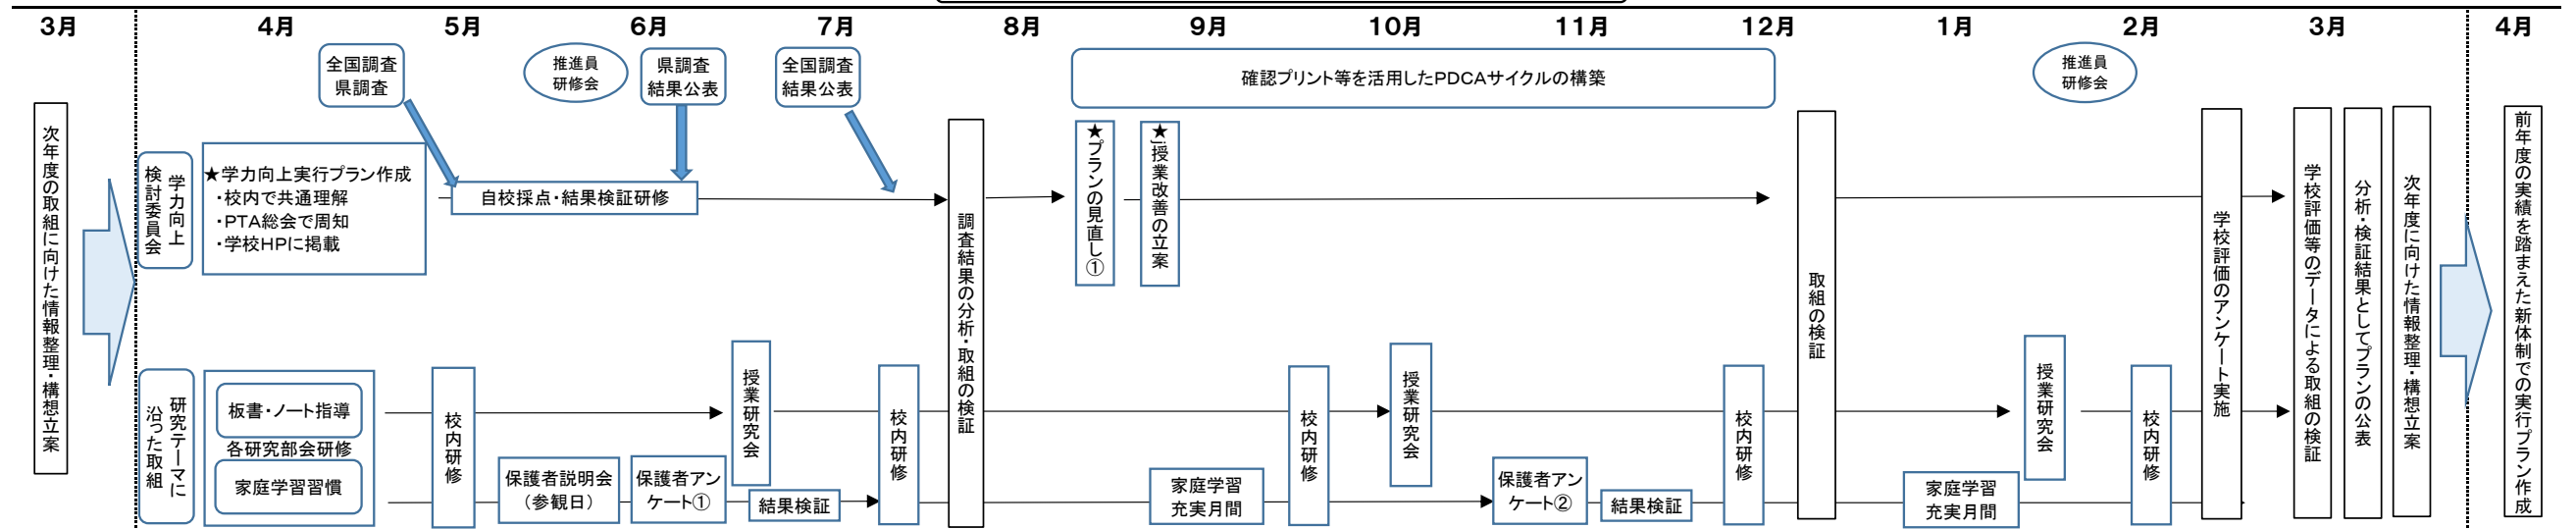 3月
4月
5月
6月
7月
8月
9月
10月
11月
12月
1月
2月
3月
4月
全国調査
県調査
推進員
研修会
県調査
結果公表
全国調査
結果公表
確認プリント等を活用したPDCAサイクルの構築
推進員
研修会
次年度の取組に向けた情報整理・構想立案
学力向上
検討委員会
★学力向上実行プラン作成
・校内で共通理解
・PTA総会で周知
・学校HPに掲載
自校採点・結果検証研修
調査結果の分析・取組の検証
★プランの見直し①
★j授業改善の立案
取組の検証
学校評価のアンケート実施
学校評価等のデータによる取組の検証
分析・検証結果としてプランの公表
次年度に向けた情報整理・構想立案
前年度の実績を踏まえた新体制での実行プラン作成
研究テーマに
沿った取組
板書・ノート指導
各研究部会研修
家庭学習習慣
校内研修
保護者説明会
(参観日)
保護者アン
ケート①
授業研究会
結果検証
校内研修
家庭学習
充実月間
校内研修
授業研究会
保護者アン
ケート②
結果検証
校内研修
家庭学習
充実月間
授業研究会
校内研修